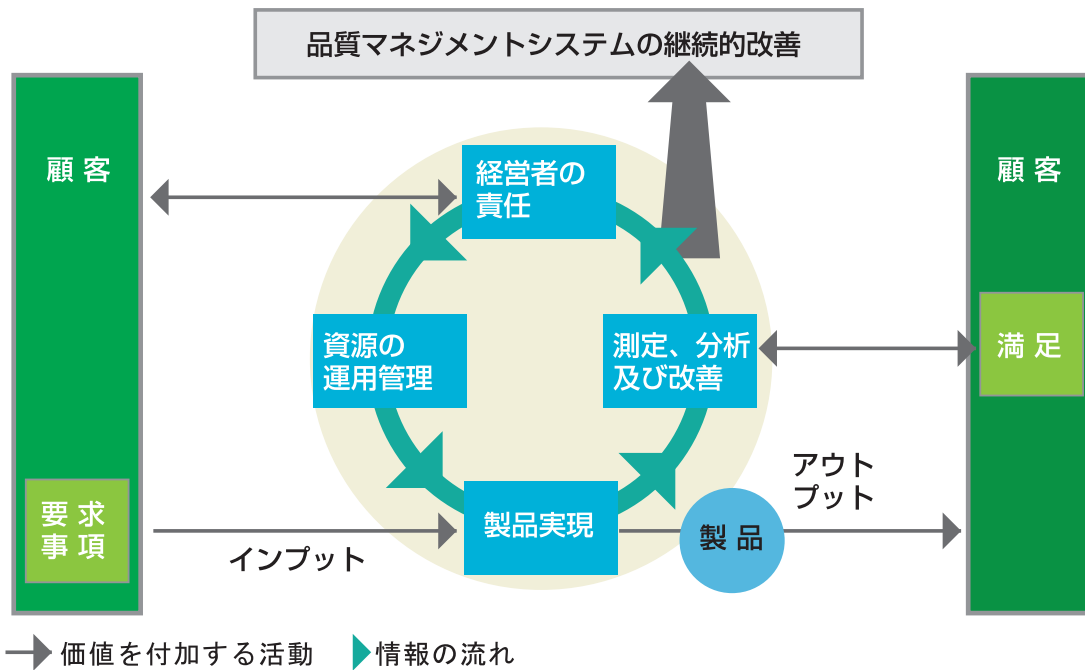 品質マネジメントシステムの継続的改善
顧客
顧客
経営者の
責任
資源の
運用管理
測定、分析
及び改善
満足
アウト
プット
要求
事項
製品実現
製品
インプット
価値を付加する活動
情報の流れ